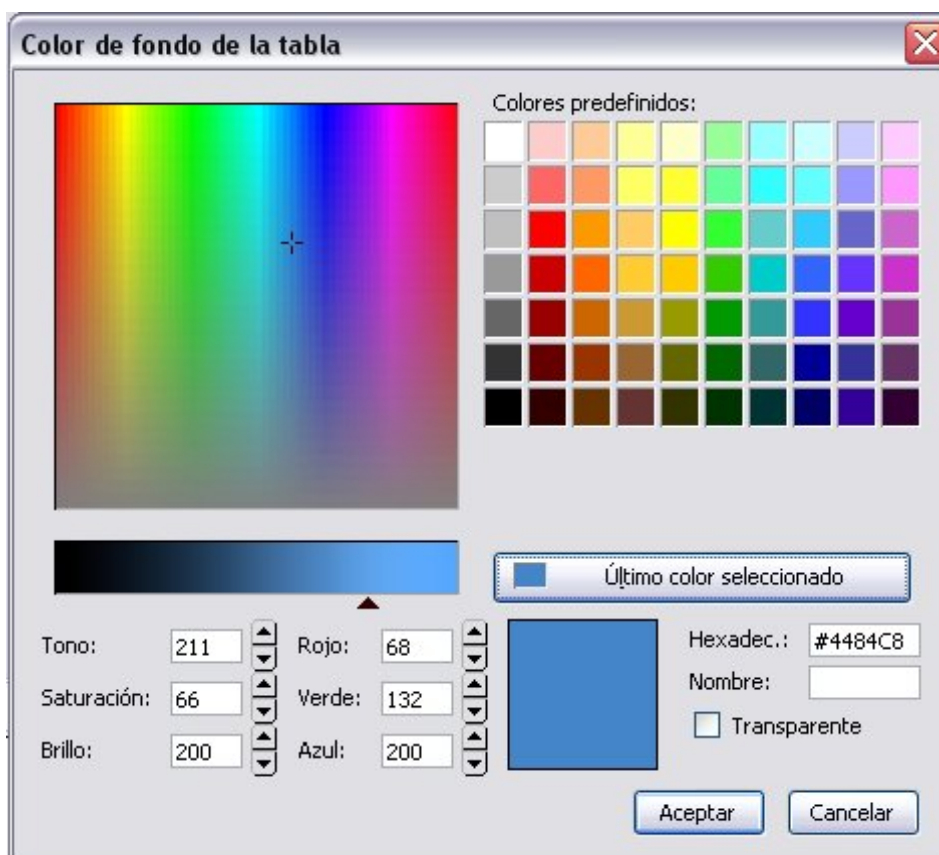 Color de fondo de la tabla
Colores predefinidos:
Último color seleccionado
Tono: 211 Rojo: 68 Hexadec.: #4484C8
Saturación: 66 Verde: 132 Nombre:
Transparente
Brillo: 200 Azul: 200
Aceptar Cancelar